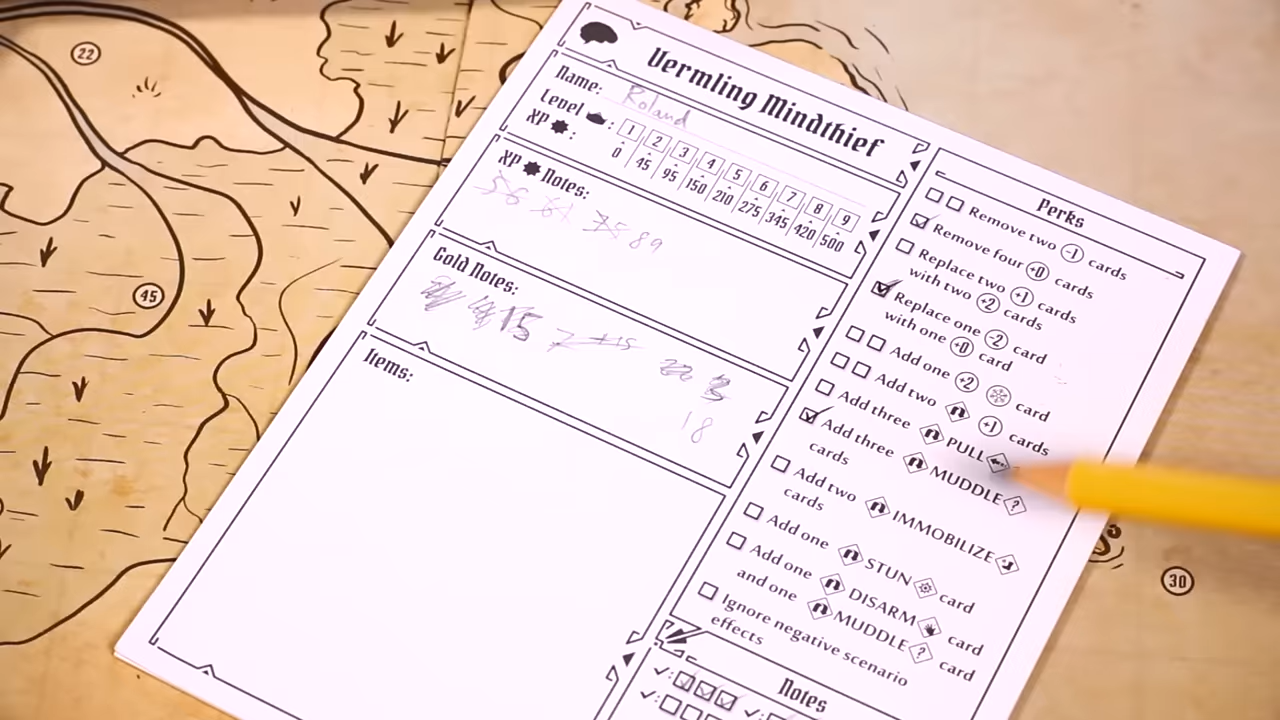 22
45
30
Vermling Mindthief
Name: Roland
Level : 1 2 3 4 5 6 7 8 9
XP : 0 45 95 150 210 275 345 420 500
XP Notes:
89
Gold Notes:
15
18
Items:
Perks
Remove two -1 cards
Remove four +0 cards
Replace two +1 cards
with two +2 cards
Replace one -2 card
with one +0 card
Add one +2 card
Add two +1 cards
Add three PULL
Add three MUDDLE ?
cards
Add two IMMOBILIZE
cards
Add one STUN card
Add one DISARM card
and one MUDDLE ? card
Ignore negative scenario
effects
Notes